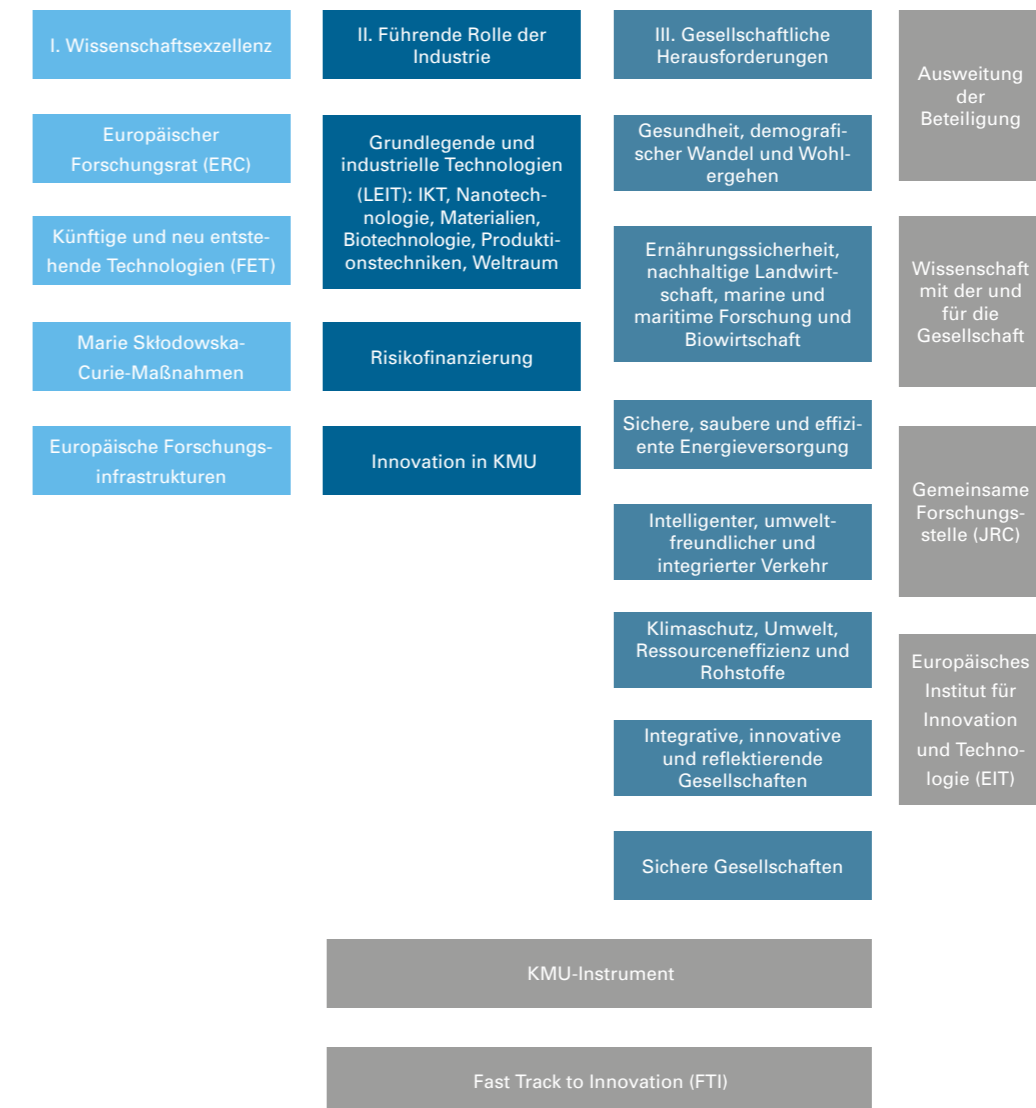 I. Wissenschaftsexzellenz
Europäischer
Forschungsrat (ERC)
Künftige und neu entste-
hende Technologien (FET)
Marie Skłodowska-
Curie-Maßnahmen
Europäische Forschungs-
infrastrukturen
II. Führende Rolle der
Industrie
Grundlegende und
industrielle Technologien
(LEIT): IKT, Nanotech-
nologie, Materialien,
Biotechnologie, Produkti-
onstechniken, Weltraum
Risikofinanzierung
Innovation in KMU
III. Gesellschaftliche
Herausforderungen
Gesundheit, demografi-
scher Wandel und Wohl-
ergehen
Ernährungssicherheit,
nachhaltige Landwirt-
schaft, marine und
maritime Forschung und
Biowirtschaft
Sichere, saubere und effizi-
ente Energieversorgung
Intelligenter, umwelt-
freundlicher und
integrierter Verkehr
Klimaschutz, Umwelt,
Ressourceneffizienz und
Rohstoffe
Integrative, innovative
und reflektierende
Gesellschaften
Sichere Gesellschaften
Ausweitung
der
Beteiligung
Wissenschaft
mit der und
für die
Gesellschaft
Gemeinsame
Forschungs-
stelle (JRC)
Europäisches
Institut für
Innovation
und Techno-
logie (EIT)
KMU-Instrument
Fast Track to Innovation (FTI)